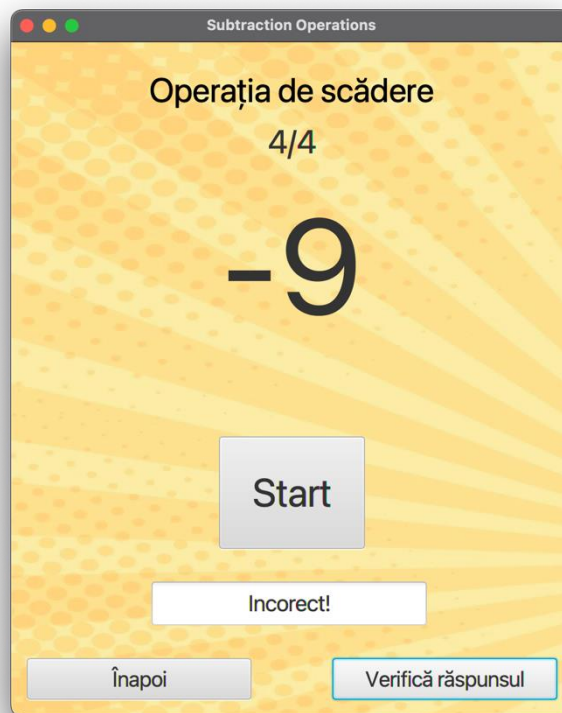 Subtraction Operations
Operația de scădere
4/4
-9
Start
Incorect!
Înapoi
Verifică răspunsul